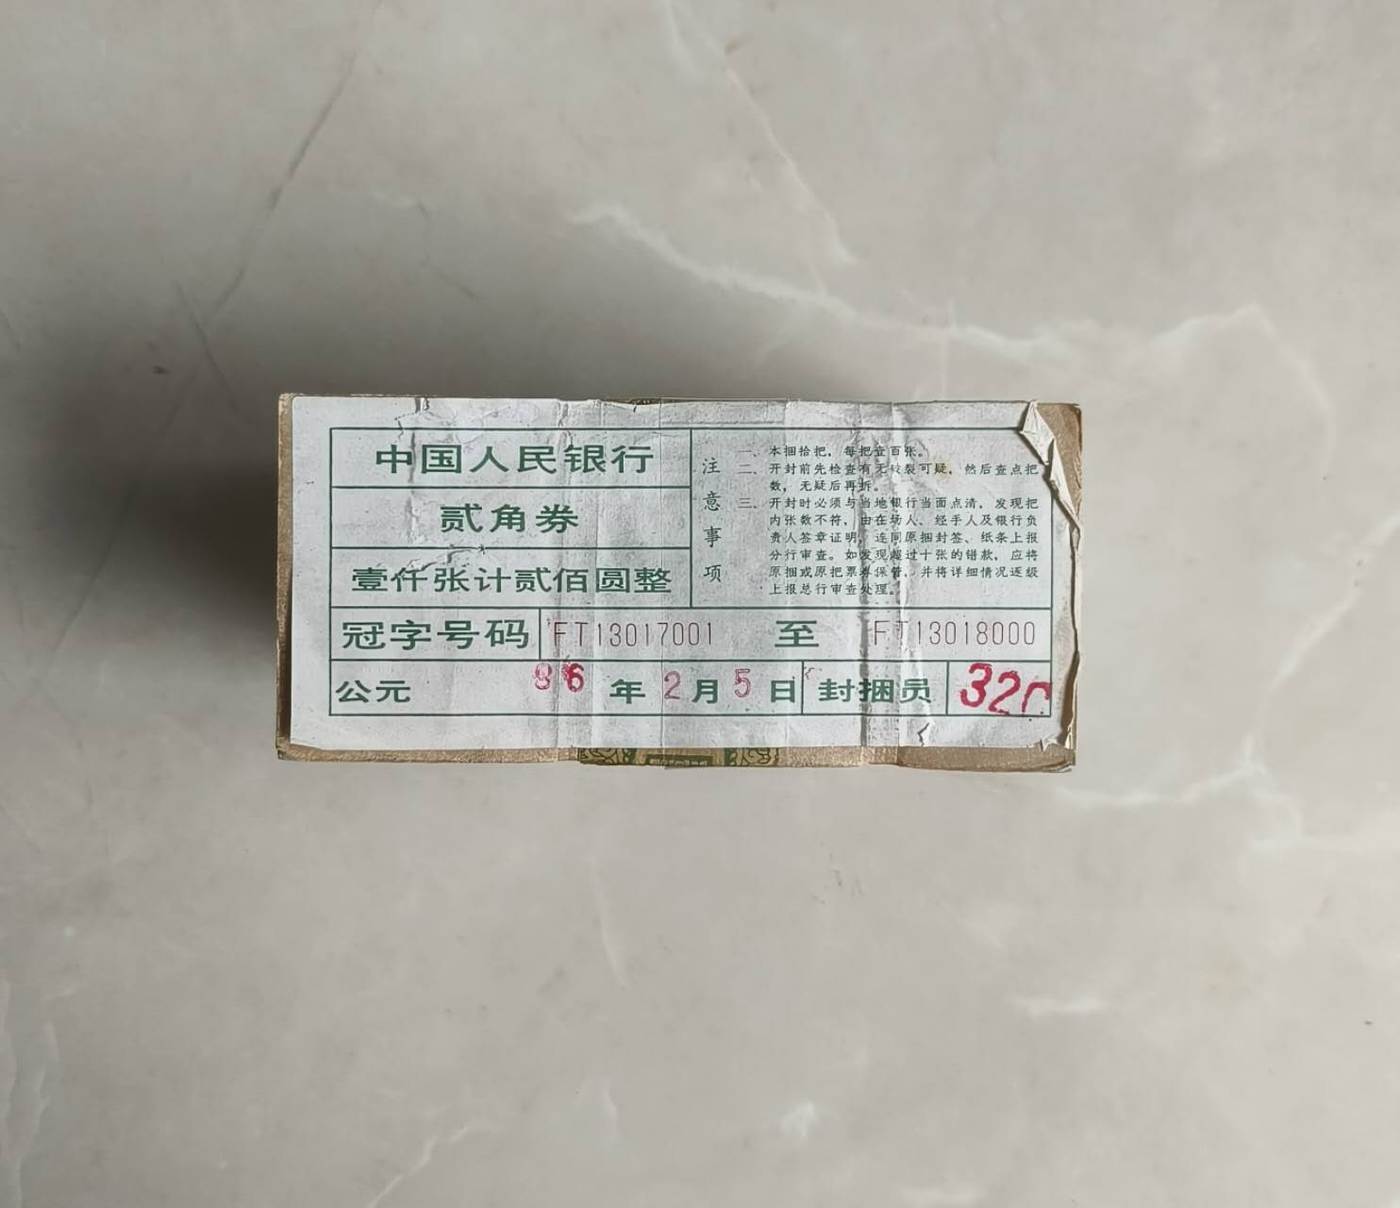 中国人民银行
贰角券
壹仟张计贰佰圆整
注意事项
一、本捆拾把，每把壹百张。
二、开封前先检查有无破裂可疑，然后查点把
数，无疑后再拆。
三、开封时必须与当地银行当面点清，发现把
内张数不符，由在场人、经手人及银行负
责人签章证明，连同原捆封签、纸条上报
分行审查。如发现超过十张的错款，应将
原捆或原把票券保管，并将详细情况逐级
上报总行审查处理。
冠字号码 FT13017001 至 FT13018000
公元 86 年 2 月 5 日 封捆员